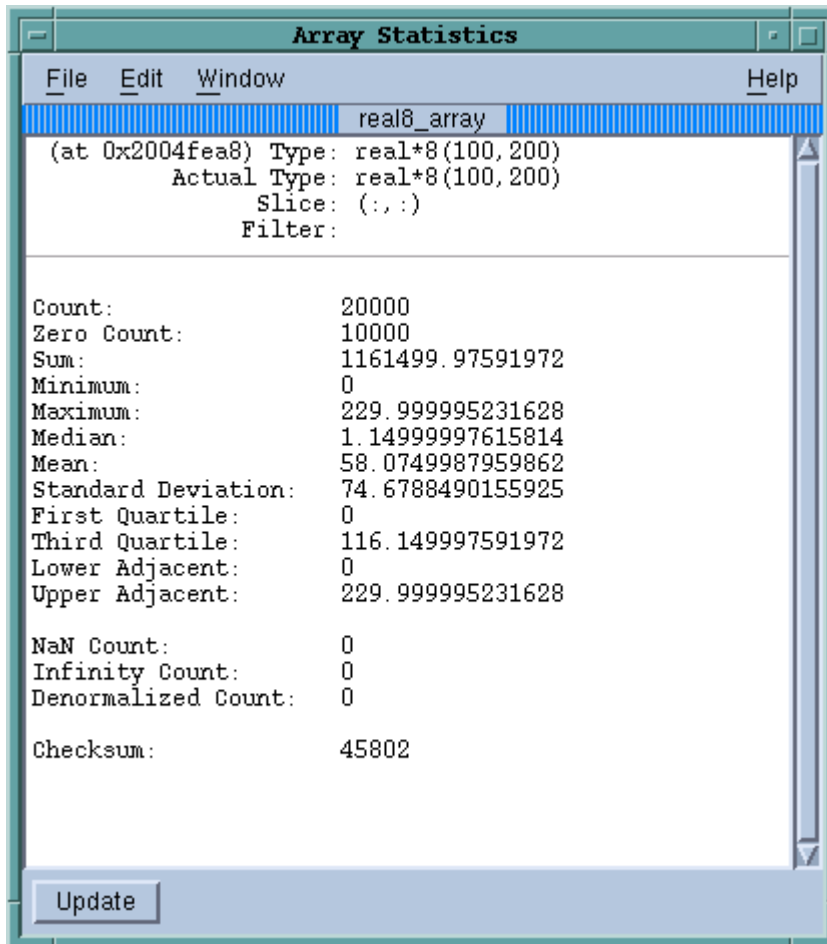 Array Statistics
File Edit Window Help
real8_array
(at 0x2004fea8) Type: real*8(100,200)
Actual Type: real*8(100,200)
Slice: (:,:)
Filter:
Count: 20000
Zero Count: 10000
Sum: 1161499.97591972
Minimum: 0
Maximum: 229.999995231628
Median: 1.14999997615814
Mean: 58.0749987959862
Standard Deviation: 74.6788490155925
First Quartile: 0
Third Quartile: 116.149997591972
Lower Adjacent: 0
Upper Adjacent: 229.999995231628
NaN Count: 0
Infinity Count: 0
Denormalized Count: 0
Checksum: 45802
Update